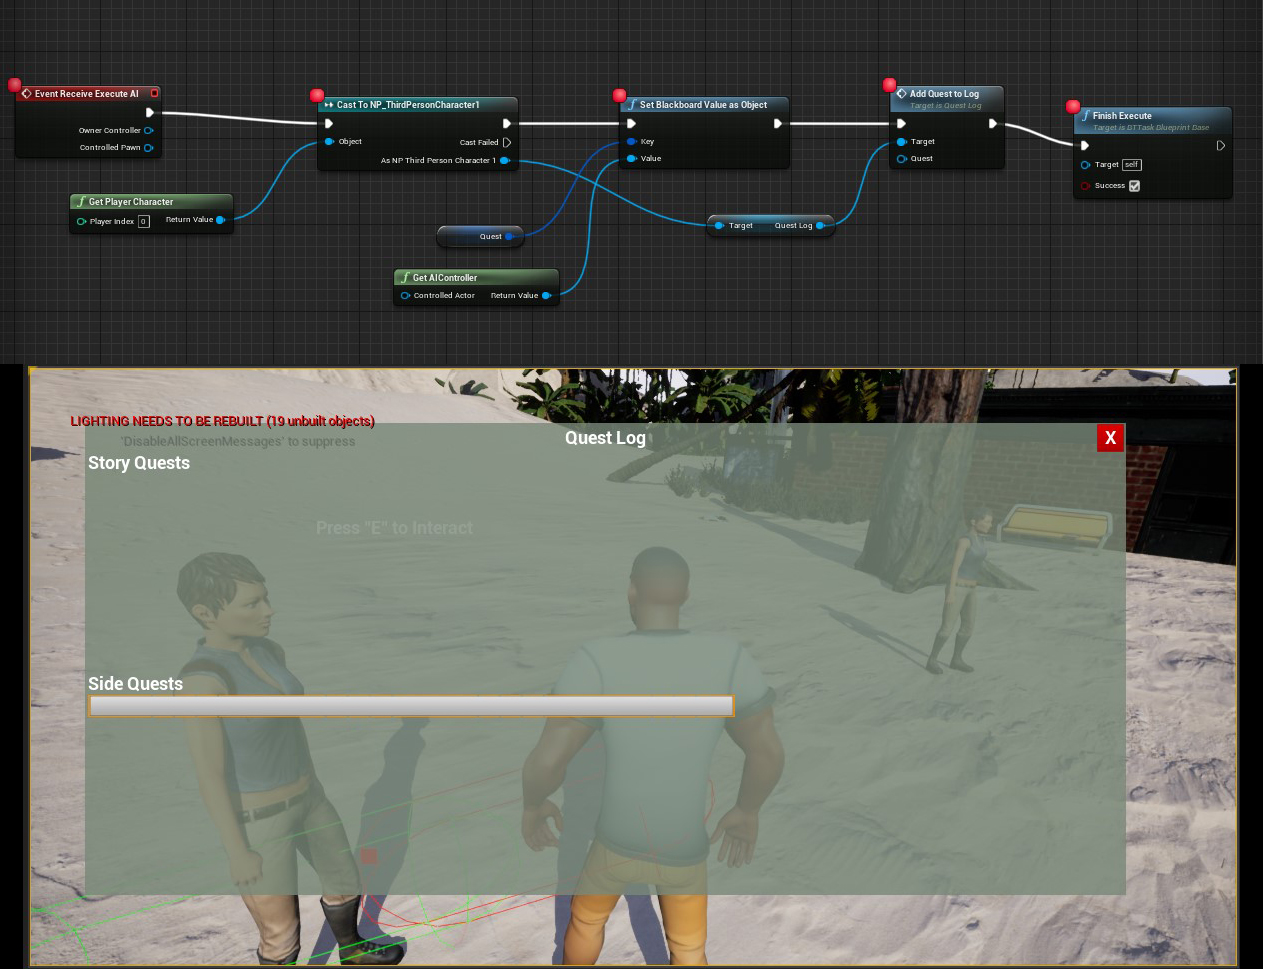 Event Receive Execute AI
Owner Controller
Controlled Pawn
Get Player Character
Player Index 0 Return Value
Cast To NP_ThirdPersonCharacter1
Object
Cast Failed
As NP Third Person Character 1
Quest
Get AIController
Controlled Actor Return Value
Set Blackboard Value as Object
Key
Value
Target Quest Log
Add Quest to Log
Target is Quest Log
Target
Quest
Finish Execute
Target is BTTask Blueprint Base
Target self
Success
LIGHTING NEEDS TO BE REBUILT (19 unbuilt objects)
'DisableAllScreenMessages' to suppress
Quest Log
X
Story Quests
Press "E" to Interact
Side Quests